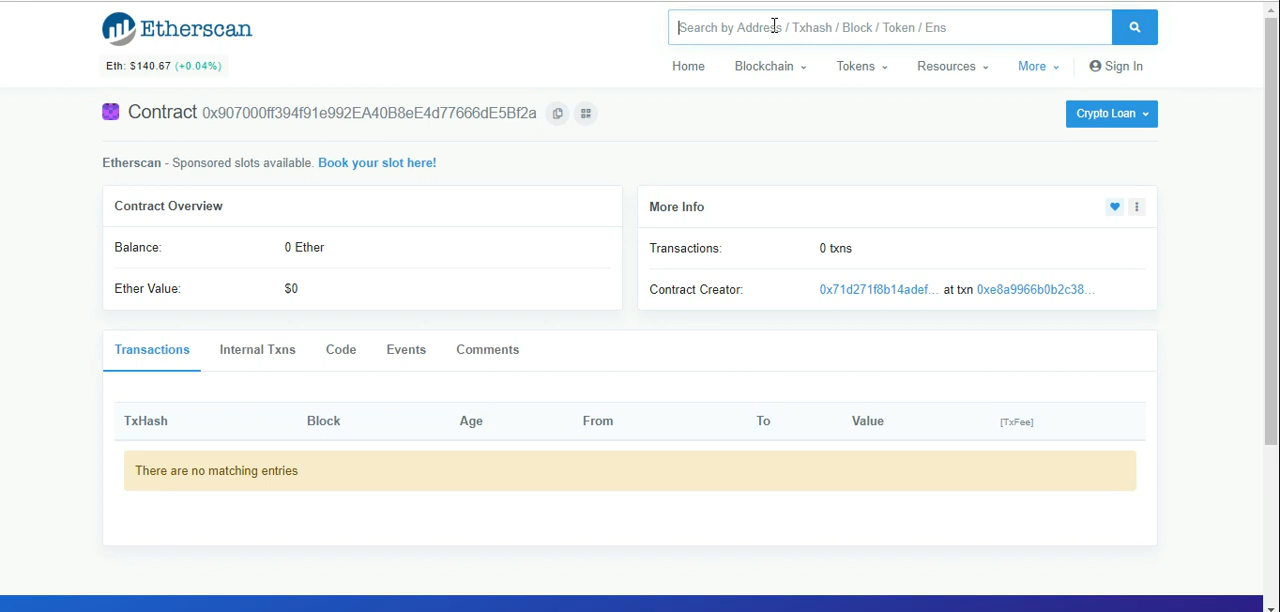 Etherscan
Search by Address / Txhash / Block / Token / Ens
Eth: $140.67 (+0.04%)
Home Blockchain Tokens Resources More Sign In
Contract 0x907000ff394f91e992EA40B8eE4d77666dE5Bf2a
Crypto Loan
Etherscan - Sponsored slots available. Book your slot here!
Contract Overview
Balance: 0 Ether
Ether Value: $0
More Info
Transactions: 0 txns
Contract Creator: 0x71d271f8b14adef... at txn 0xe8a9966b0b2c38...
Transactions Internal Txns Code Events Comments
TxHash Block Age From To Value [TxFee]
There are no matching entries